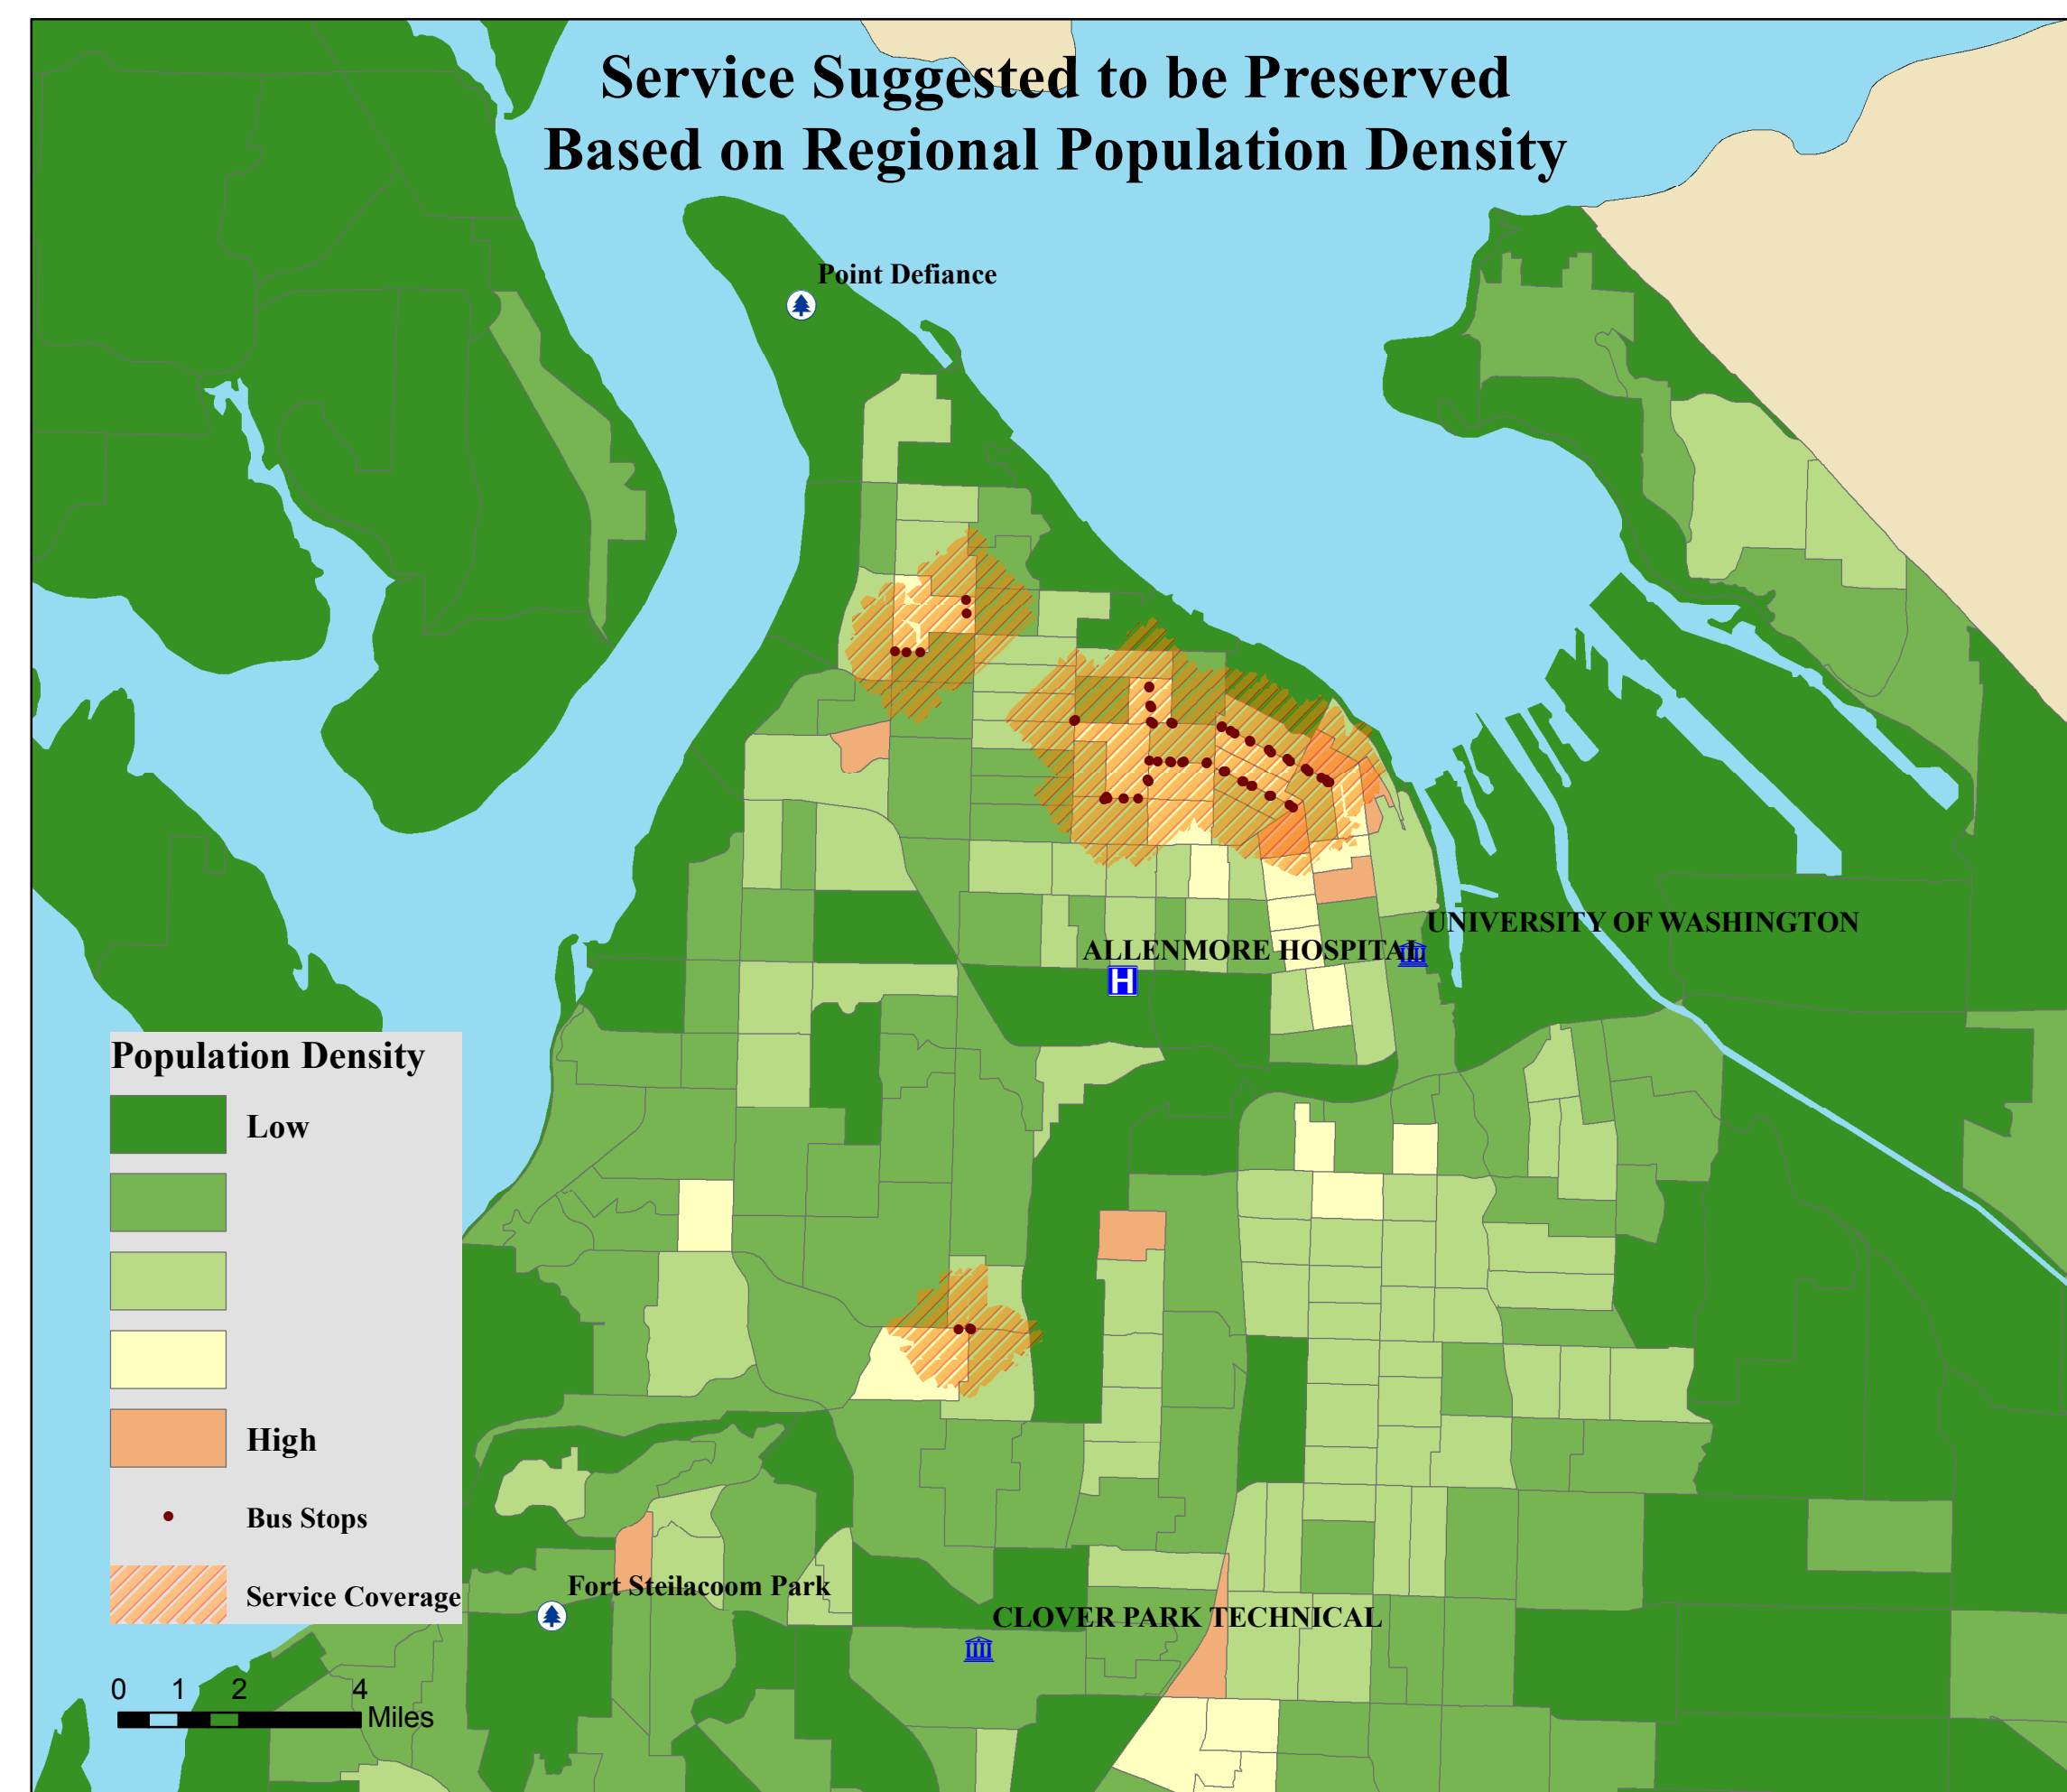 Service Suggested to be Preserved
Based on Regional Population Density
Point Defiance
UNIVERSITY OF WASHINGTON
ALLENMORE HOSPITAL
H
Population Density
Low
High
Bus Stops
Service Coverage
Fort Steilacoom Park
CLOVER PARK TECHNICAL
0 1 2 4
Miles